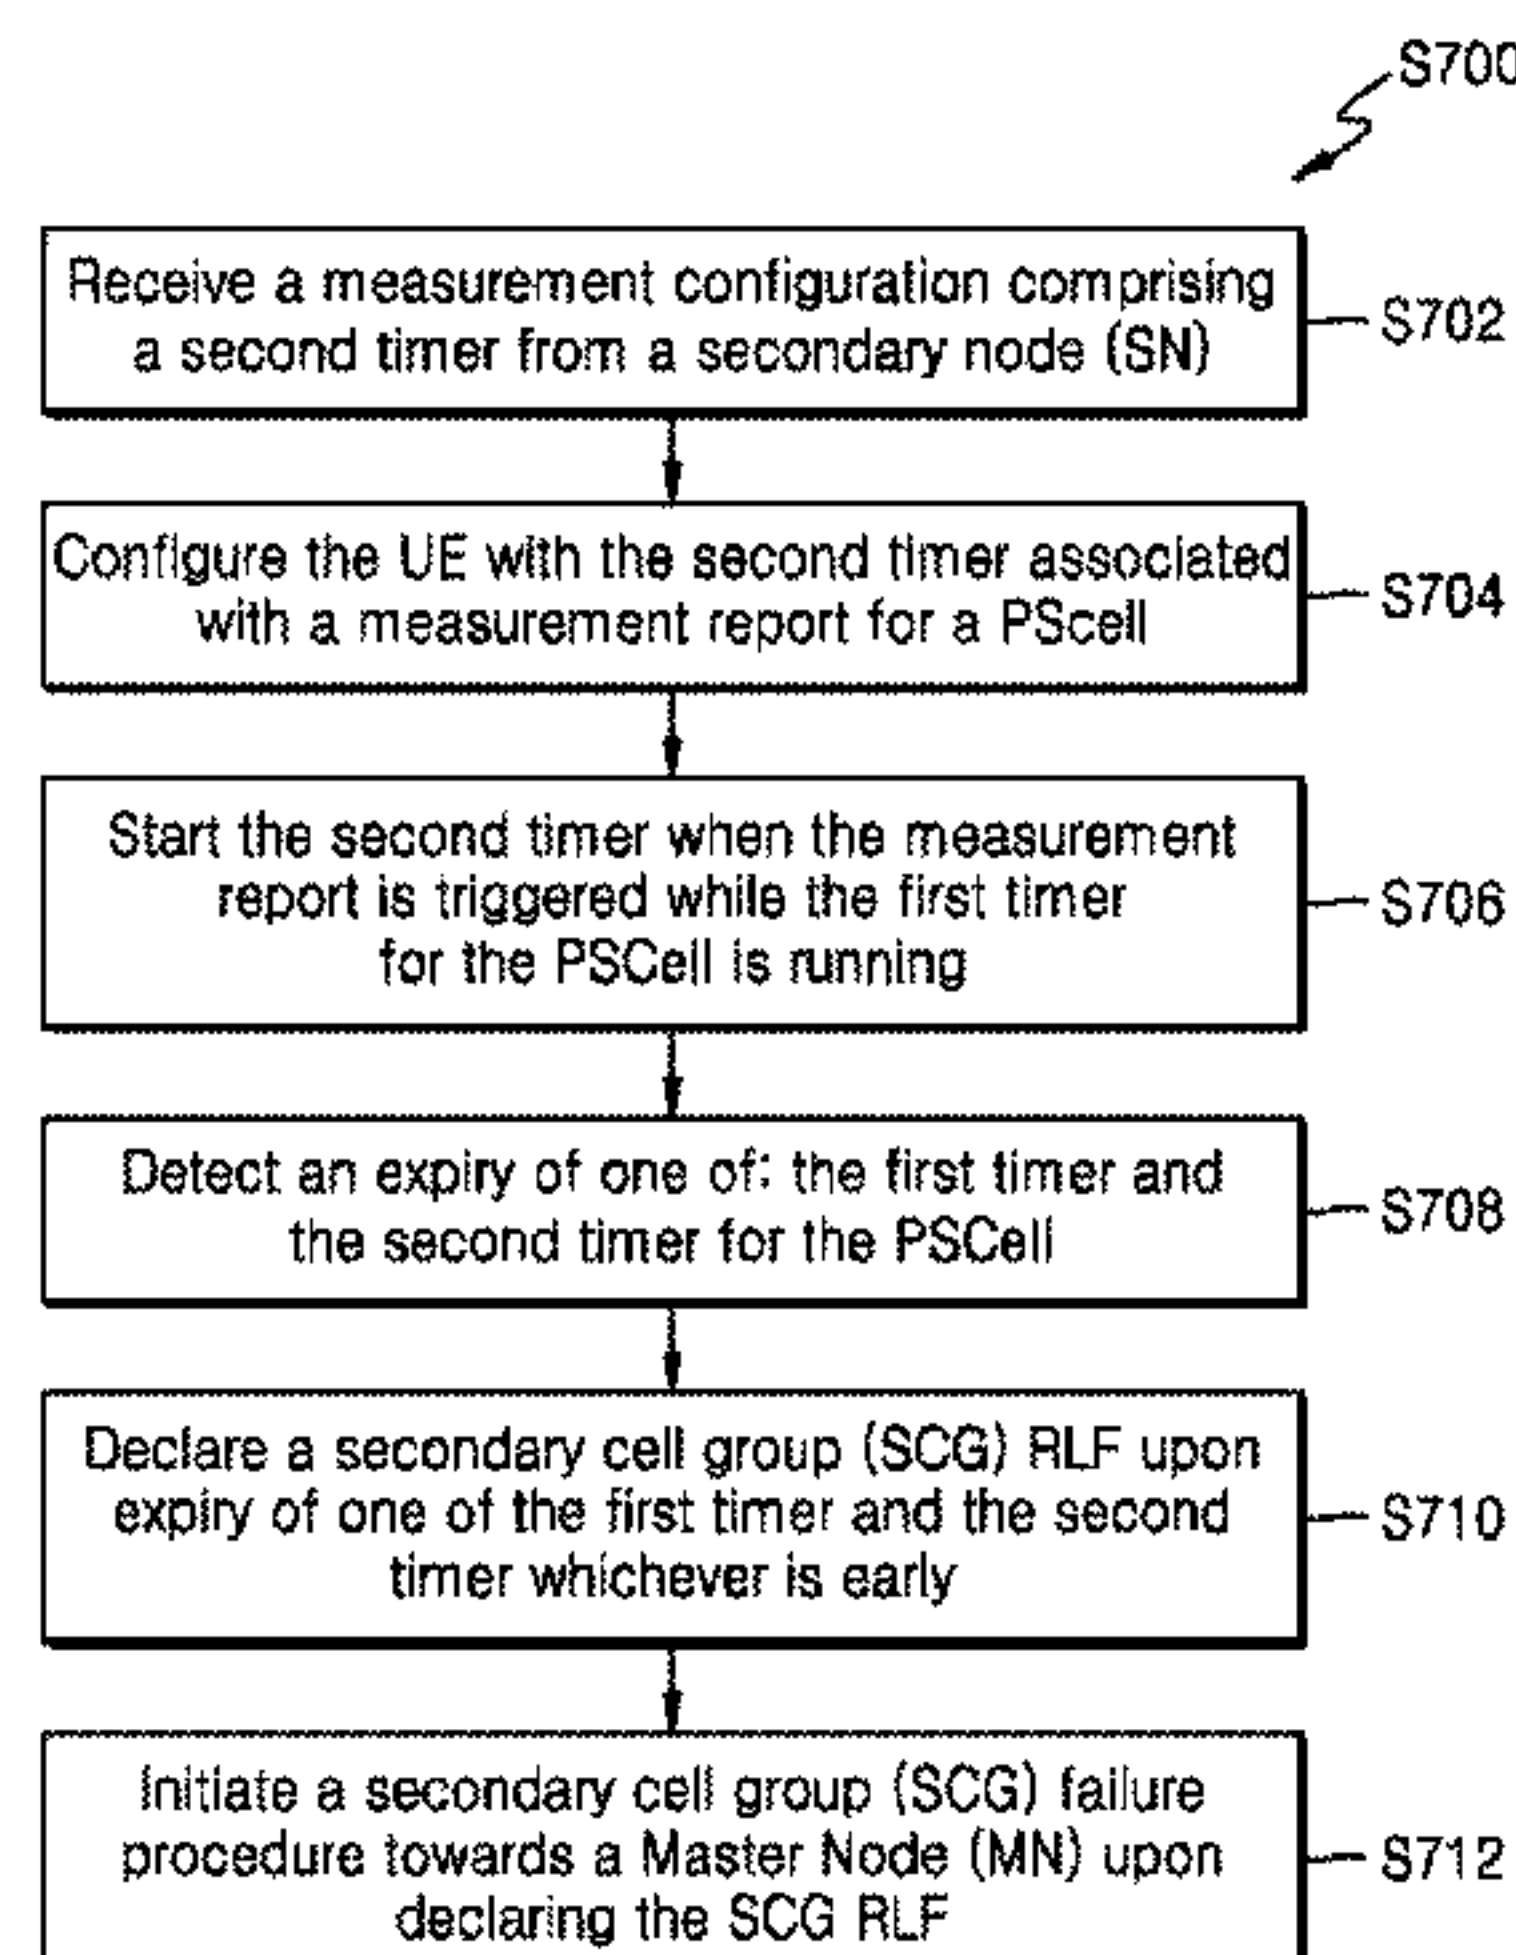 S700
Receive a measurement configuration comprising
a second timer from a secondary node (SN)
S702
Configure the UE with the second timer associated
with a measurement report for a PScell
S704
Start the second timer when the measurement
report is triggered while the first timer
for the PSCell is running
S706
Detect an expiry of one of: the first timer and
the second timer for the PSCell
S708
Declare a secondary cell group (SCG) RLF upon
expiry of one of the first timer and the second
timer whichever is early
S710
Initiate a secondary cell group (SCG) failure
procedure towards a Master Node (MN) upon
declaring the SCG RLF
S712